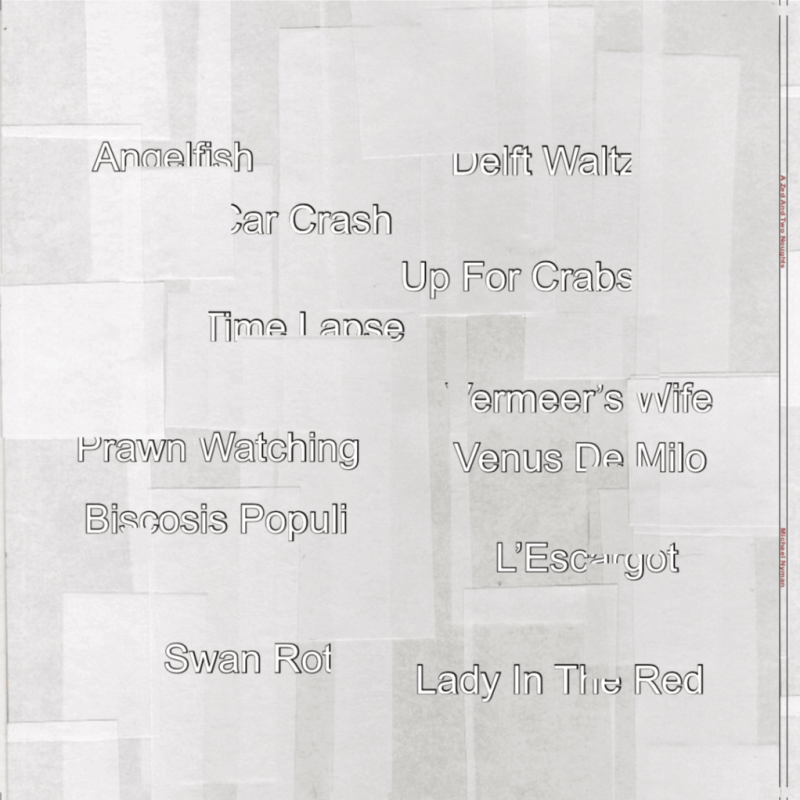 Angelfish
Delft Waltz
Car Crash
Up For Crabs
Time Lapse
Vermeer’s Wife
Prawn Watching
Venus De Milo
Biscosis Populi
L’Escargot
Swan Rot
Lady In The Red
A Zed And Two Noughts
Michael Nyman